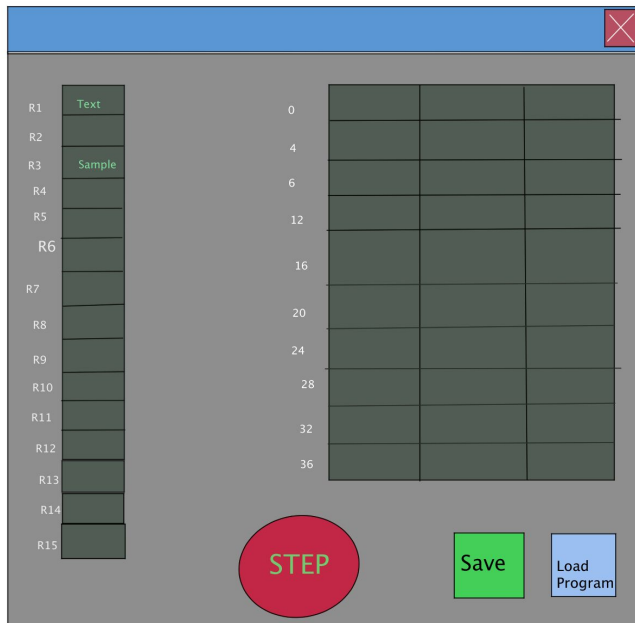 R1 Text
R2
R3 Sample
R4
R5
R6
R7
R8
R9
R10
R11
R12
R13
R14
R15
0
4
6
12
16
20
24
28
32
36
STEP
Save
Load
Program